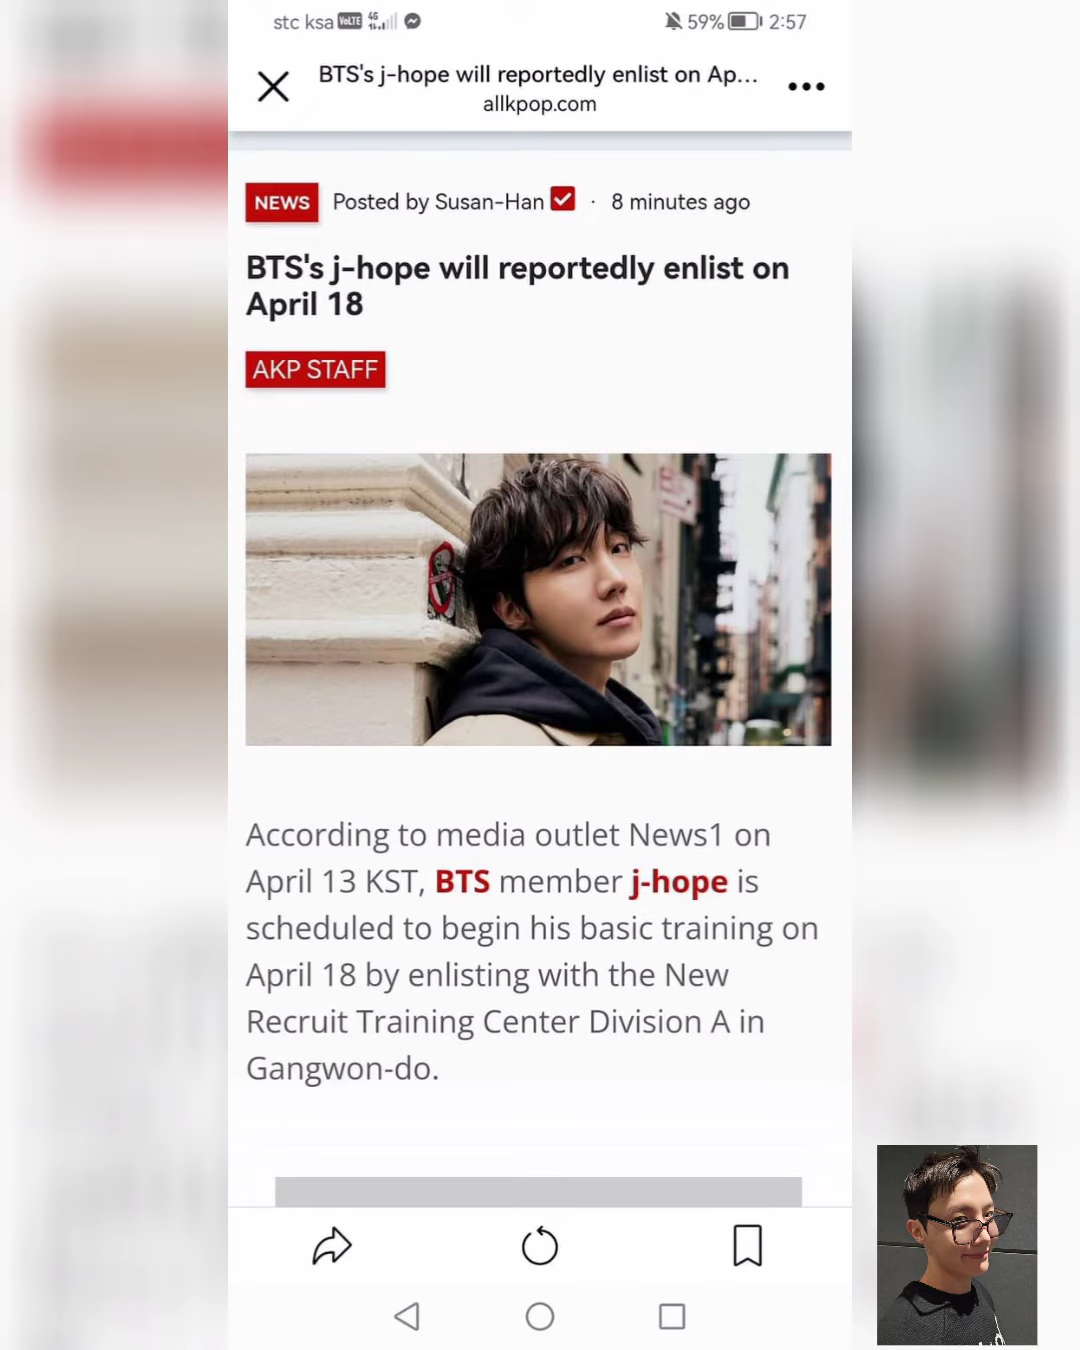 stc ksa VoLTE 4G 59% 2:57
BTS's j-hope will reportedly enlist on Ap...
allkpop.com
NEWS Posted by Susan-Han · 8 minutes ago
BTS's j-hope will reportedly enlist on
April 18
AKP STAFF
According to media outlet News1 on
April 13 KST, BTS member j-hope is
scheduled to begin his basic training on
April 18 by enlisting with the New
Recruit Training Center Division A in
Gangwon-do.